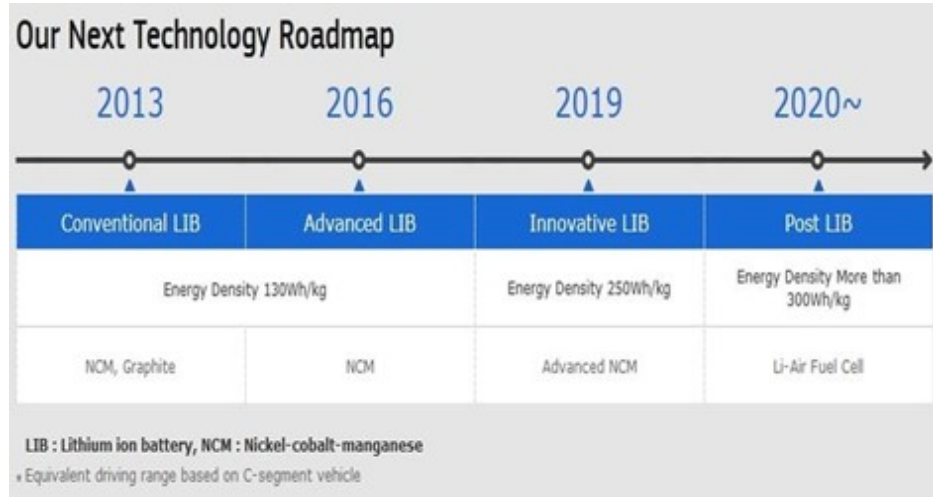 Our Next Technology Roadmap
2013 2016 2019 2020~
Conventional LIB Advanced LIB Innovative LIB Post LIB
Energy Density 130Wh/kg Energy Density 250Wh/kg Energy Density More than
300Wh/kg
NCM, Graphite NCM Advanced NCM Li-Air Fuel Cell
LIB : Lithium ion battery, NCM : Nickel-cobalt-manganese
* Equivalent driving range based on C-segment vehicle